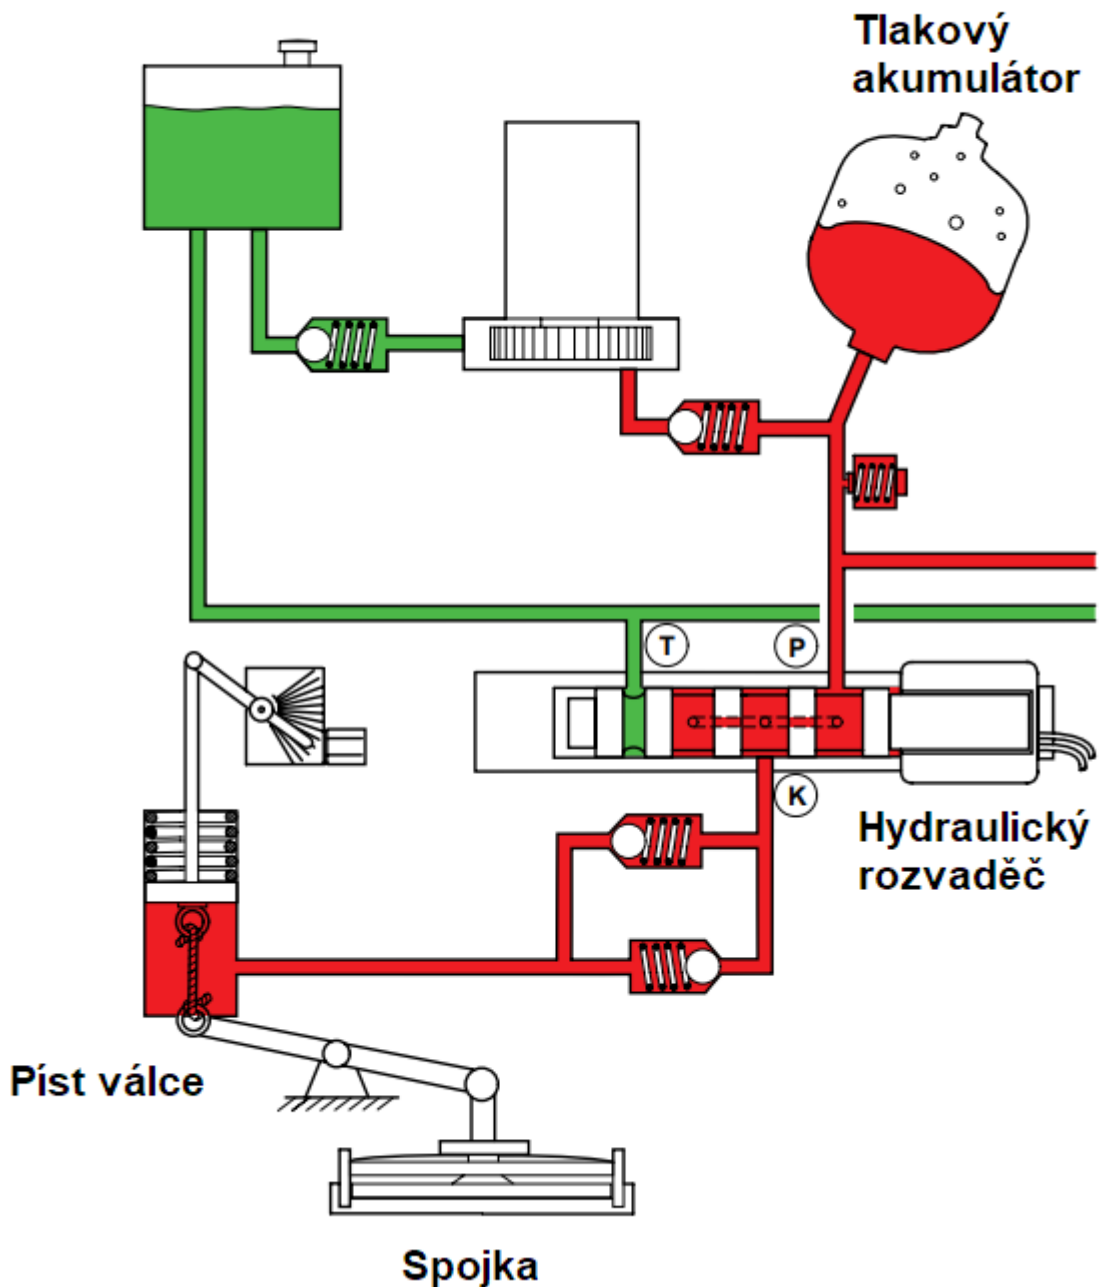 Tlakový
akumulátor
T
P
K
Hydraulický
rozvaděč
Píst válce
Spojka